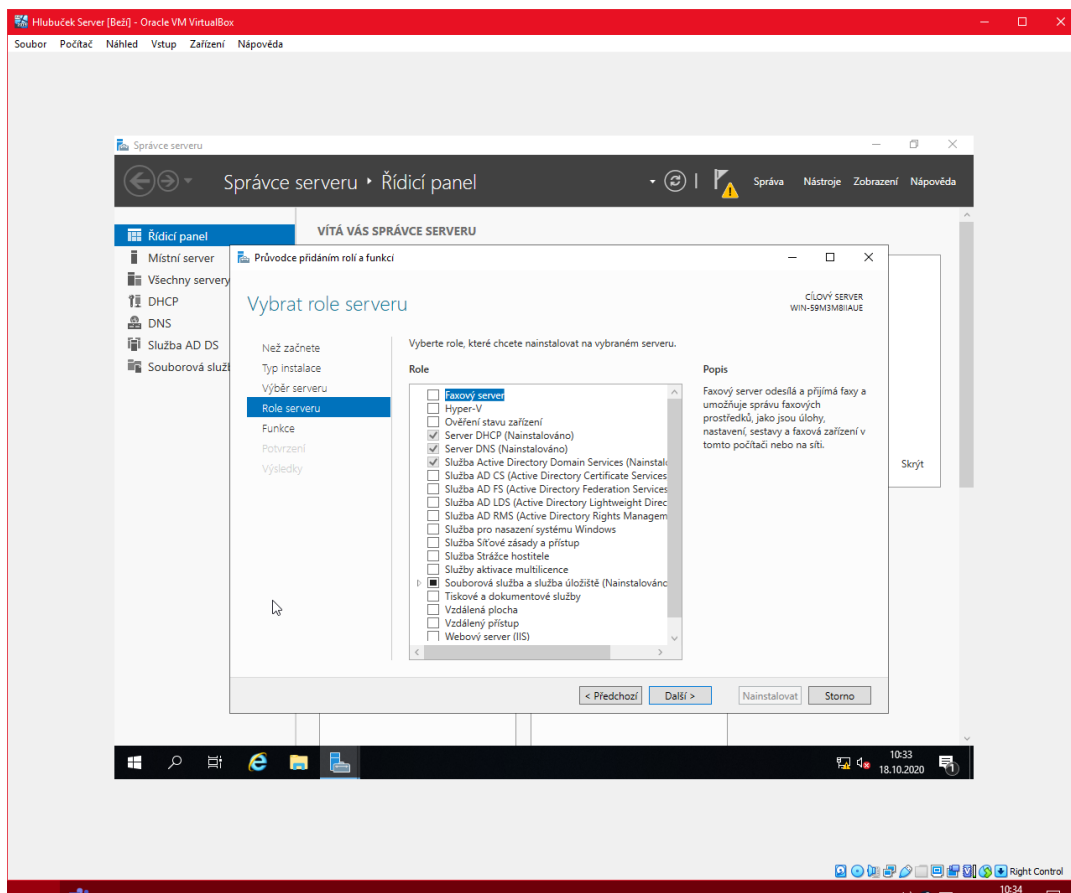 Hlubuček Server [Beží] - Oracle VM VirtualBox
Soubor Počítač Náhled Vstup Zařízení Nápověda
Správce serveru
Správce serveru ‣ Řídicí panel
Správa Nástroje Zobrazení Nápověda
Řídicí panel
Místní server
Všechny servery
DHCP
DNS
Služba AD DS
Souborová služ
VÍTÁ VÁS SPRÁVCE SERVERU
Průvodce přidáním rolí a funkcí
Vybrat role serveru
CÍLOVÝ SERVER
WIN-59M3M8IIAUE
Než začnete
Typ instalace
Výběr serveru
Role serveru
Funkce
Potvrzení
Výsledky
Vyberte role, které chcete nainstalovat na vybraném serveru.
Role
Faxový server
Hyper-V
Ověření stavu zařízení
Server DHCP (Nainstalováno)
Server DNS (Nainstalováno)
Služba Active Directory Domain Services (Nainstal
Služba AD CS (Active Directory Certificate Services
Služba AD FS (Active Directory Federation Services
Služba AD LDS (Active Directory Lightweight Direc
Služba AD RMS (Active Directory Rights Managem
Služba pro nasazení systému Windows
Služba Síťové zásady a přístup
Služba Strážce hostitele
Služby aktivace multilicence
Souborová služba a služba úložiště (Nainstalovánc
Tiskové a dokumentové služby
Vzdálená plocha
Vzdálený přístup
Webový server (IIS)
Popis
Faxový server odesílá a přijímá faxy a
umožňuje správu faxových
prostředků, jako jsou úlohy,
nastavení, sestavy a faxová zařízení v
tomto počítači nebo na síti.
Skrýt
< Předchozí Další > Nainstalovat Storno
10:33
18.10.2020
1
Right Control
10:34